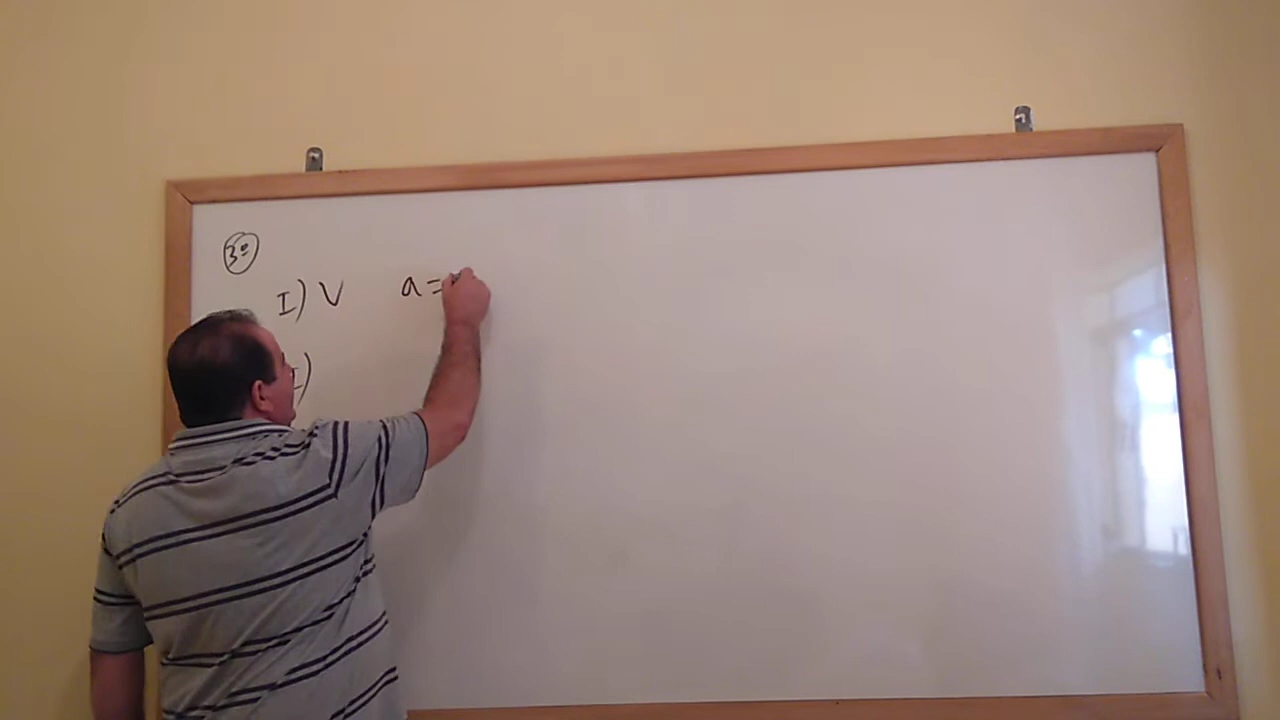 3º
I) V a =
I)